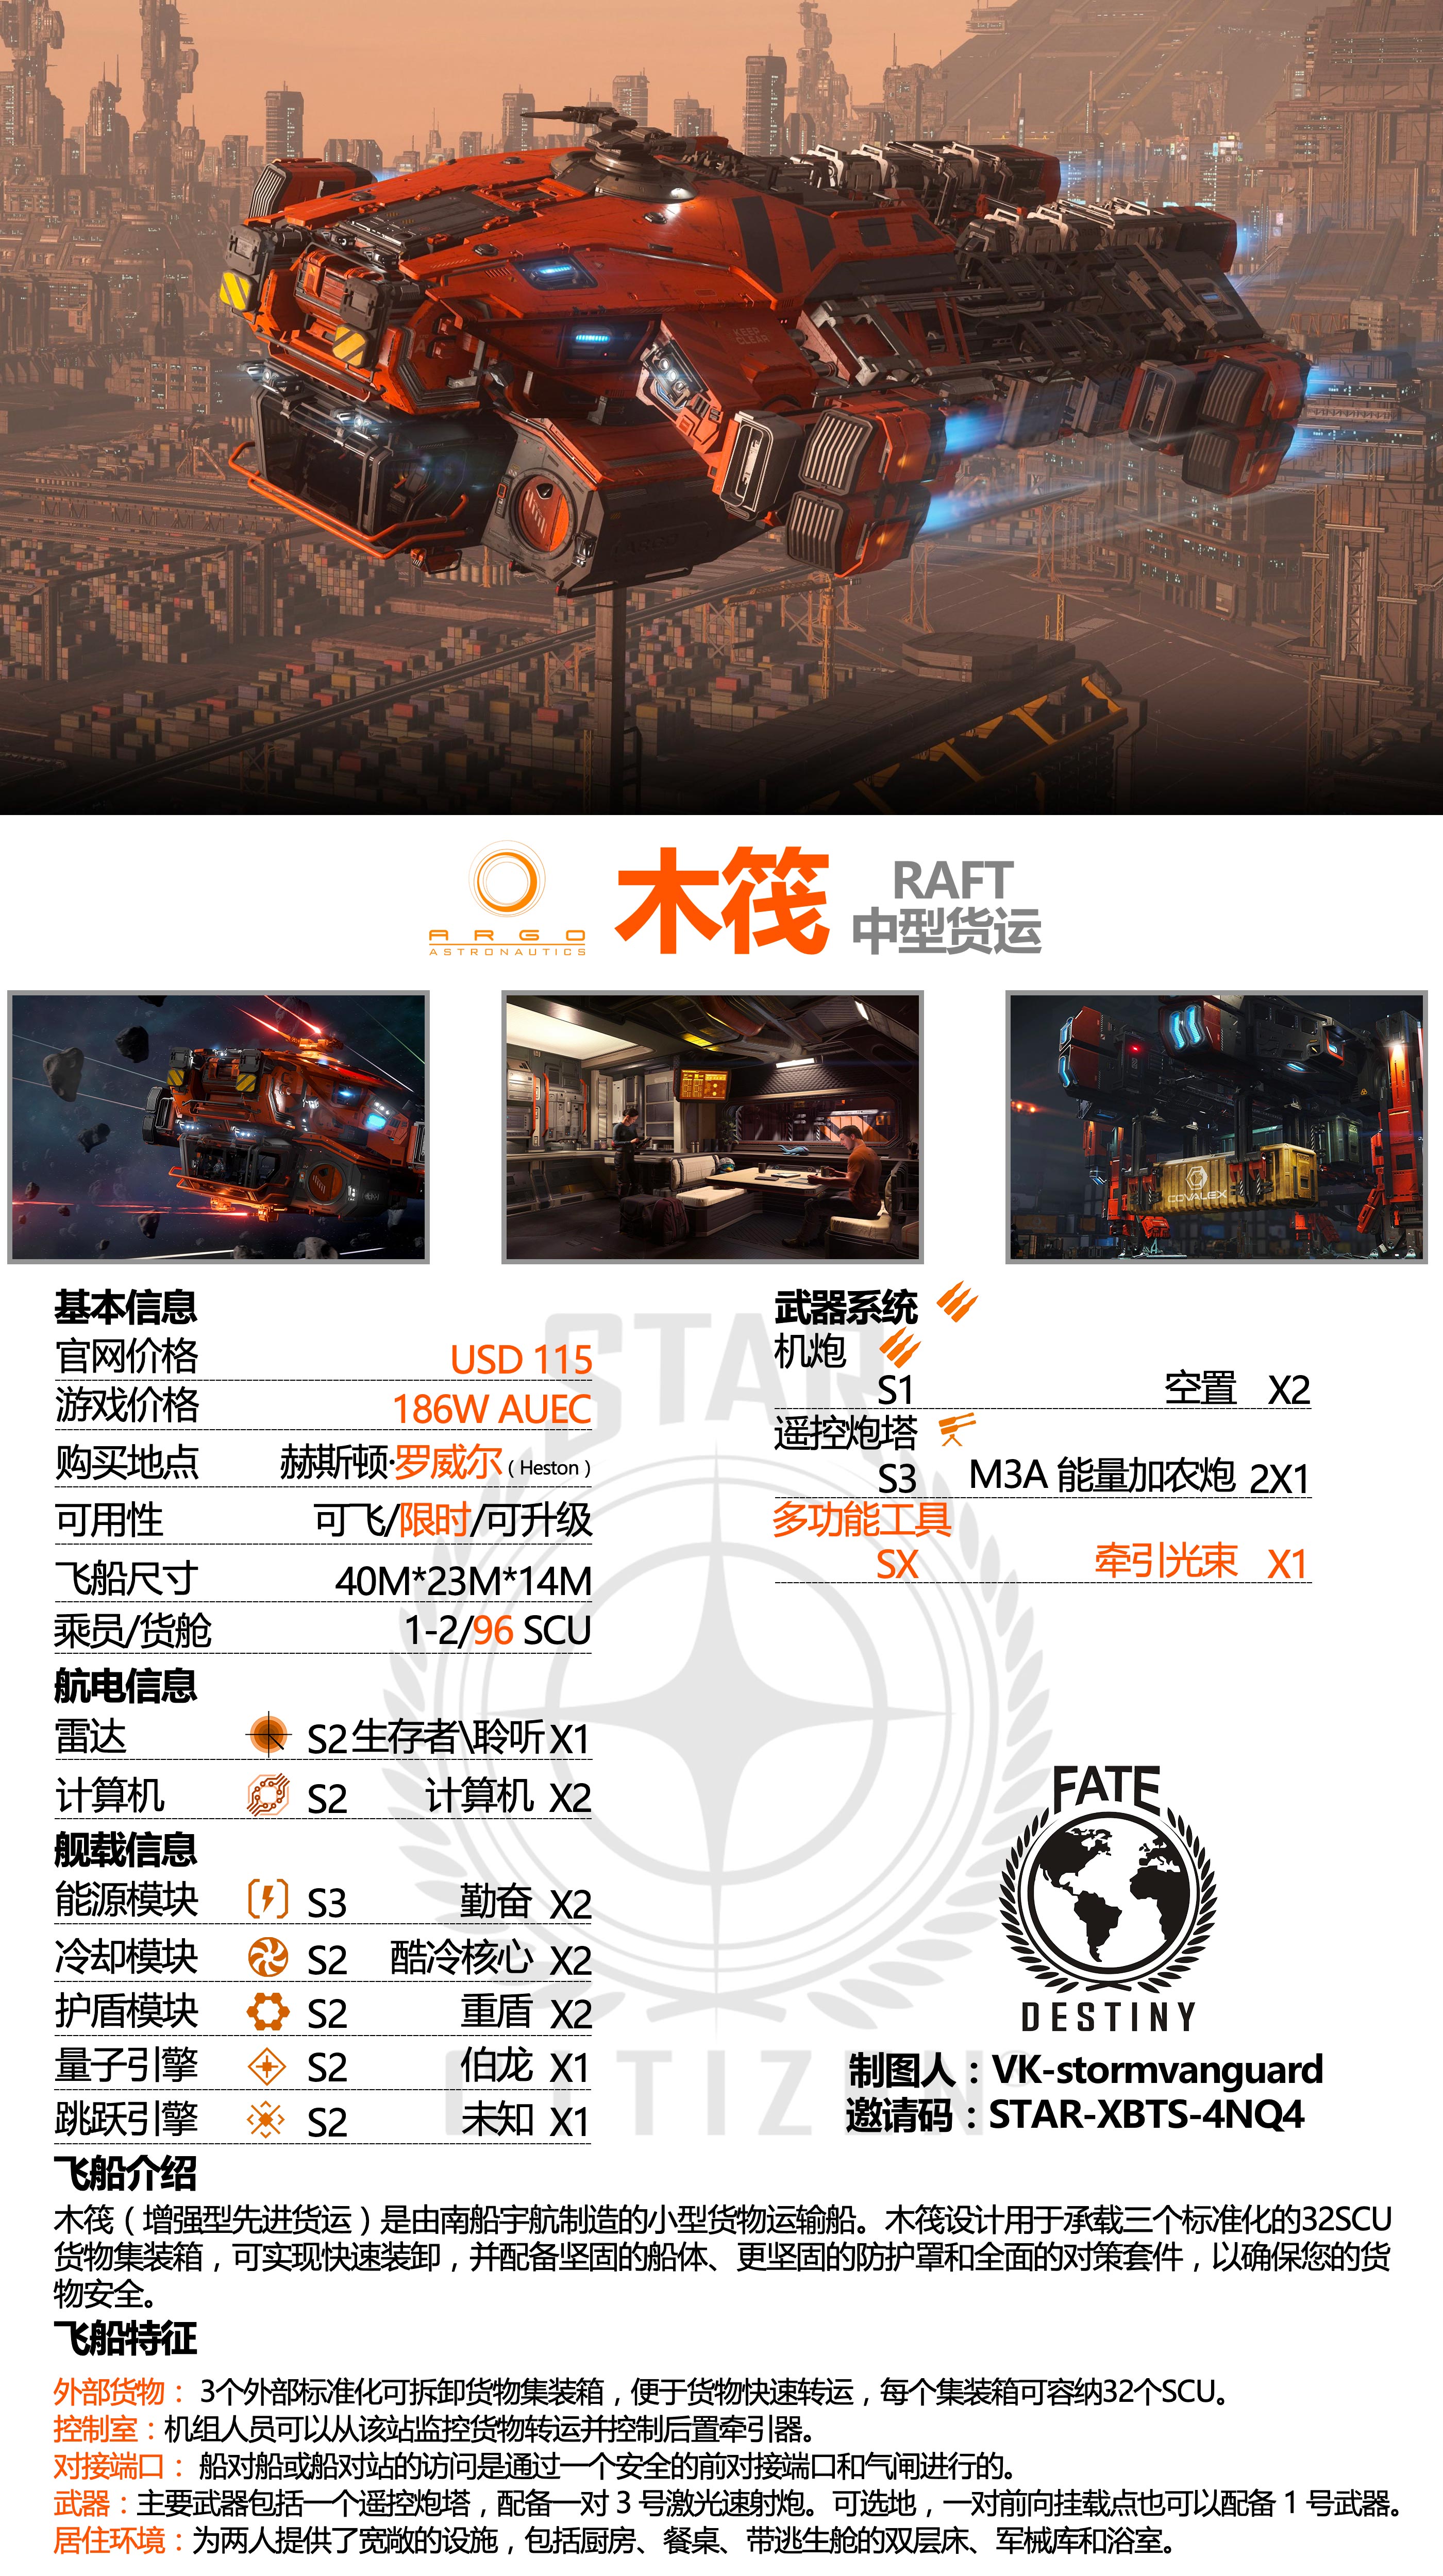 KEEP
CLEAR
ARGO
ASTRONAUTICS
木筏
RAFT
中型货运
COVALEX
STAR
CITIZEN
基本信息
官网价格 USD 115
游戏价格 186W AUEC
购买地点 赫斯顿·罗威尔（Heston）
可用性 可飞/限时/可升级
飞船尺寸 40M*23M*14M
乘员/货舱 1-2/96 SCU
航电信息
雷达 S2 生存者\聆听 X1
计算机 S2 计算机 X2
舰载信息
能源模块 S3 勤奋 X2
冷却模块 S2 酷冷核心 X2
护盾模块 S2 重盾 X2
量子引擎 S2 伯龙 X1
跳跃引擎 S2 未知 X1
武器系统
机炮
S1 空置 X2
遥控炮塔
S3 M3A 能量加农炮 2X1
多功能工具
SX 牵引光束 X1
FATE
DESTINY
制图人：VK-stormvanguard
邀请码：STAR-XBTS-4NQ4
飞船介绍
木筏（增强型先进货运）是由南船宇航制造的小型货物运输船。木筏设计用于承载三个标准化的32SCU
货物集装箱，可实现快速装卸，并配备坚固的船体、更坚固的防护罩和全面的对策套件，以确保您的货
物安全。
飞船特征
外部货物： 3个外部标准化可拆卸货物集装箱，便于货物快速转运，每个集装箱可容纳32个SCU。
控制室：机组人员可以从该站监控货物转运并控制后置牵引器。
对接端口： 船对船或船对站的访问是通过一个安全的前对接端口和气闸进行的。
武器：主要武器包括一个遥控炮塔，配备一对 3 号激光速射炮。可选地，一对前向挂载点也可以配备 1 号武器。
居住环境：为两人提供了宽敞的设施，包括厨房、餐桌、带逃生舱的双层床、军械库和浴室。